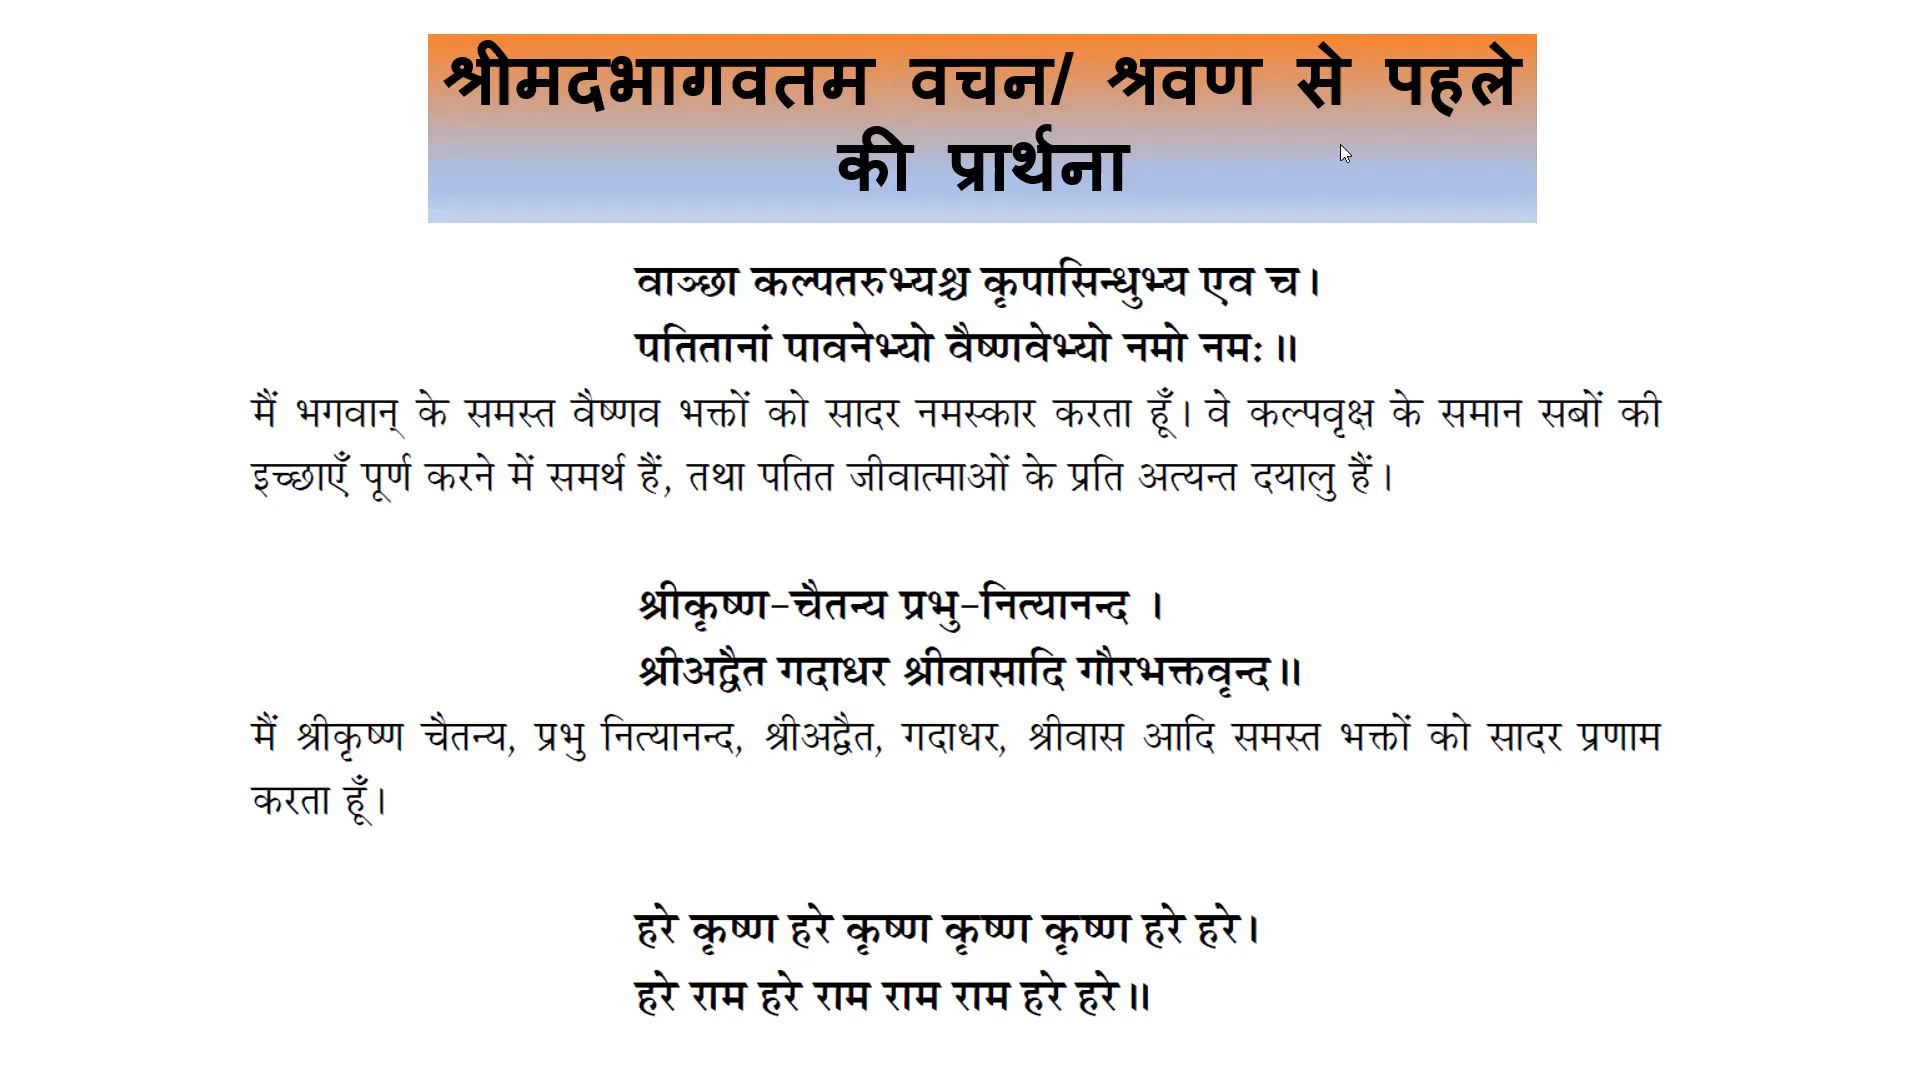 श्रीमदभागवतम वचन/ श्रवण से पहले
की प्रार्थना
वाञ्छा कल्पतरुभ्यश्च कृपासिन्धुभ्य एव च।
पतितानां पावनेभ्यो वैष्णवेभ्यो नमो नमः॥
मैं भगवान् के समस्त वैष्णव भक्तों को सादर नमस्कार करता हूँ। वे कल्पवृक्ष के समान सबों की
इच्छाएँ पूर्ण करने में समर्थ हैं, तथा पतित जीवात्माओं के प्रति अत्यन्त दयालु हैं।
श्रीकृष्ण-चैतन्य प्रभु-नित्यानन्द ।
श्रीअद्वैत गदाधर श्रीवासादि गौरभक्तवृन्द॥
मैं श्रीकृष्ण चैतन्य, प्रभु नित्यानन्द, श्रीअद्वैत, गदाधर, श्रीवास आदि समस्त भक्तों को सादर प्रणाम
करता हूँ।
हरे कृष्ण हरे कृष्ण कृष्ण कृष्ण हरे हरे।
हरे राम हरे राम राम राम हरे हरे॥